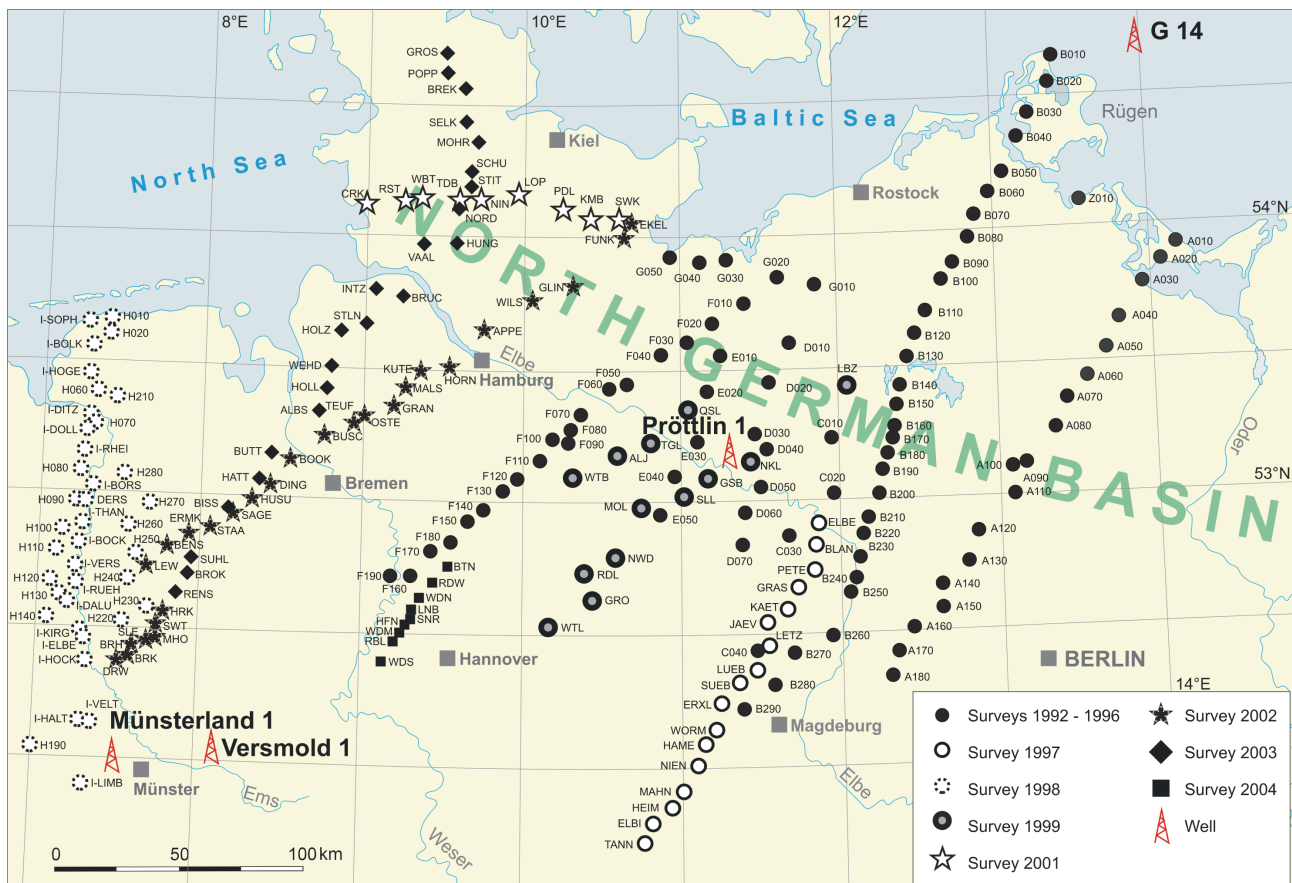 8°E
10°E
12°E
G 14
GROS
POPP
BREK
SELK
MOHR
SCHU
STIT
Kiel
Baltic Sea
North Sea
Rügen
Rostock
B010
B020
B030
B040
B050
B060
B070
B080
B090
B100
B110
B120
B130
B140
B150
B160
B170
B180
B190
B200
B210
B220
B230
B240
B250
B260
B270
B280
B290
Z010
54°N
A010
A020
A030
A040
A050
A060
A070
A080
A090
A100
A110
A120
A130
A140
A150
A160
A170
A180
53°N
CRK
RST
WBT
TDB
NIN
LOP
NORD
PDL
KMB
SWK
EKEL
FUNK
VAAL
HUNG
NORTH GERMAN BASIN
G050
G040
G030
G020
G010
INTZ
BRUC
STLN
HOLZ
WEHD
HOLL
ALBS
BUTT
HATT
BISS
SUHL
BROK
RENS
GLIN
WILS
APPE
Elbe
Hamburg
HORN
KUTE
MALS
GRAN
OSTE
TEUF
BUSC
BOOK
Bremen
DING
HUSU
SAGE
STAA
ERMK
BENS
LEW
HRK
SWT
MHO
SLE
BRH
BRK
DRW
F010
F020
F030
F040
F050
F060
F070
F080
F090
F100
F110
F120
F130
F140
F150
F160
F170
F180
F190
E010
E020
E030
E040
E050
D010
D020
D030
D040
D050
D060
D070
C010
C020
C030
C040
LBZ
QSL
Pröttlin 1
TGL
ALJ
WTB
NKL
GSB
SLL
MOL
NWD
RDL
GRO
WTL
I-SOPH
H010
H020
I-BOLK
I-HOGE
H060
H210
I-DITZ
H070
I-DOLL
I-RHEI
H080
H280
I-BORS
H090
DERS
H270
I-THAN
H100
H260
I-BOCK
H250
H110
I-VERS
H240
H120
I-RUEH
H130
H230
I-DALU
H140
H220
I-KIRG
I-ELBE
I-HOCK
I-VELT
I-HALT
H190
I-LIMB
BTN
RDW
WDN
LNB
SNR
HFN
WDM
RBL
WDS
Hannover
ELBE
BLAN
PETE
GRAS
KAET
JAEV
LETZ
LUEB
SUEB
ERXL
WORM
HAME
NIEN
MAHN
HEIM
ELBI
TANN
Magdeburg
Elbe
BERLIN
Oder
14°E
Münsterland 1
Versmold 1
Münster
Ems
Weser
0 50 100 km
Surveys 1992 - 1996
Survey 1997
Survey 1998
Survey 1999
Survey 2001
Survey 2002
Survey 2003
Survey 2004
Well